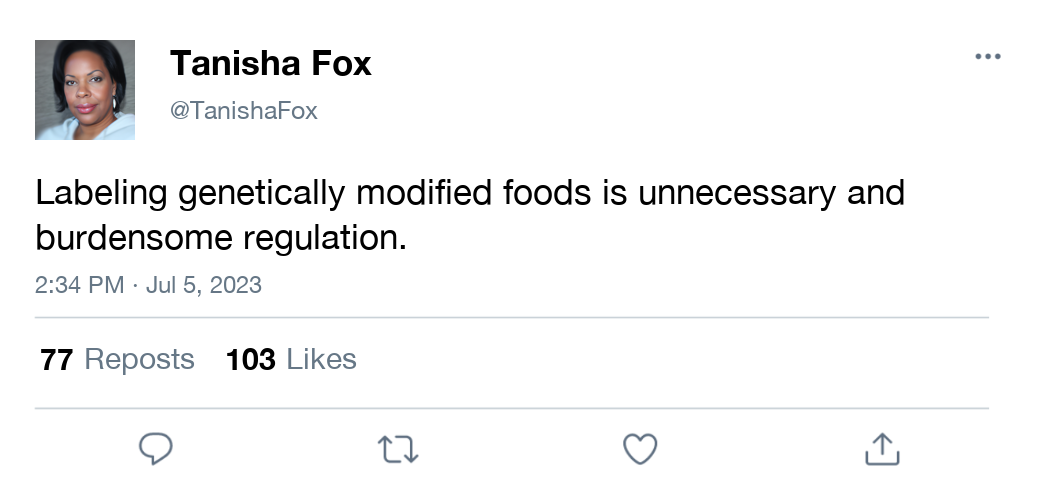 Tanisha Fox
@TanishaFox
Labeling genetically modified foods is unnecessary and
burdensome regulation.
2:34 PM · Jul 5, 2023
77 Reposts 103 Likes